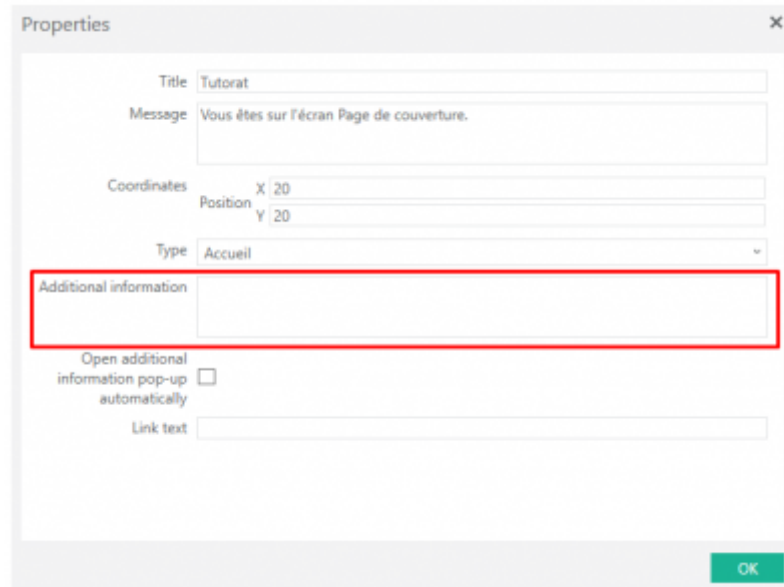 Properties
Title Tutorat
Message Vous êtes sur l'écran Page de couverture.
Coordinates Position X 20
Y 20
Type Accueil
Additional information
Open additional
information pop-up
automatically
Link text
OK